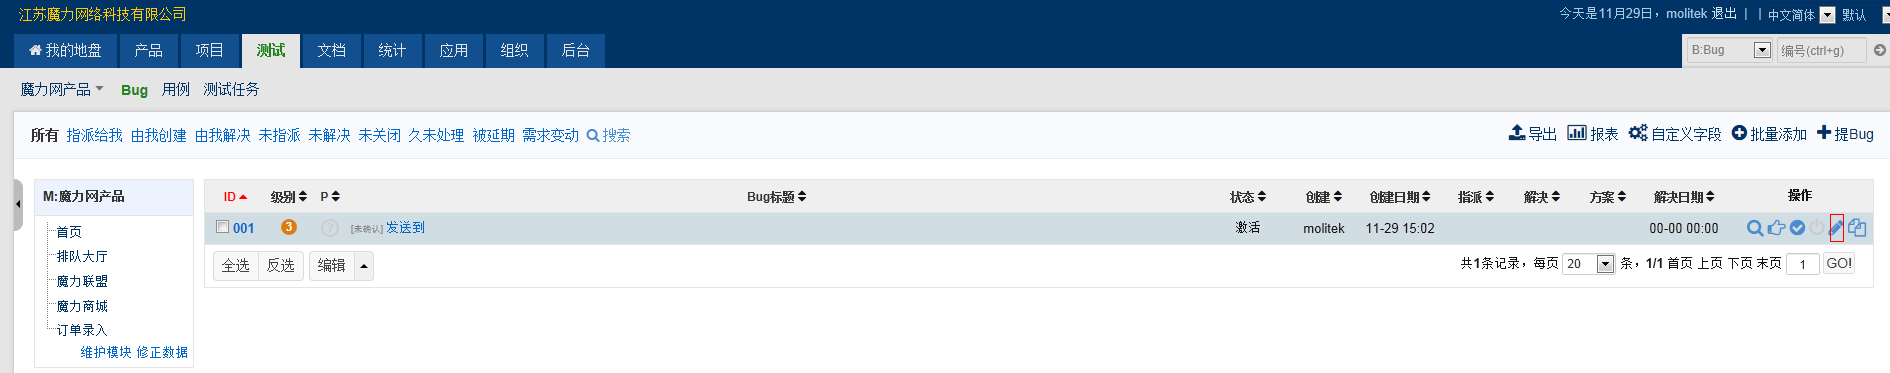 江苏魔力网络科技有限公司
今天是11月29日，molitek 退出 | | 中文简体 默认
我的地盘 产品 项目 测试 文档 统计 应用 组织 后台
B:Bug 编号(ctrl+g)
魔力网产品 Bug 用例 测试任务
所有 指派给我 由我创建 由我解决 未指派 未解决 未关闭 久未处理 被延期 需求变动 搜索
导出 报表 自定义字段 批量添加 提Bug
M:魔力网产品
首页
排队大厅
魔力联盟
魔力商城
订单录入
维护模块 修正数据
ID 级别 P Bug标题 状态 创建 创建日期 指派 解决 方案 解决日期 操作
001 3 ? [未确认] 发送到 激活 molitek 11-29 15:02 00-00 00:00
全选 反选 编辑
共1条记录，每页 20 条，1/1 首页 上页 下页 末页 1 GO!